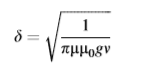 δ = √(1 / πμμ₀gν)